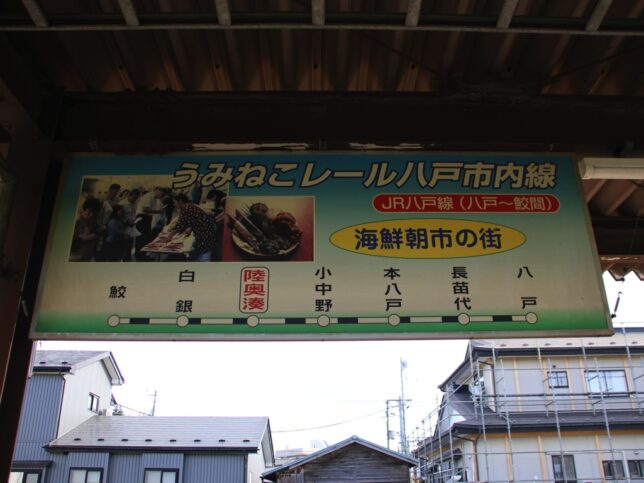 うみねこレール八戸市内線
JR八戸線（八戸～鮫間）
海鮮朝市の街
鮫
白銀
陸奥湊
小中野
本八戸
長苗代
八戸